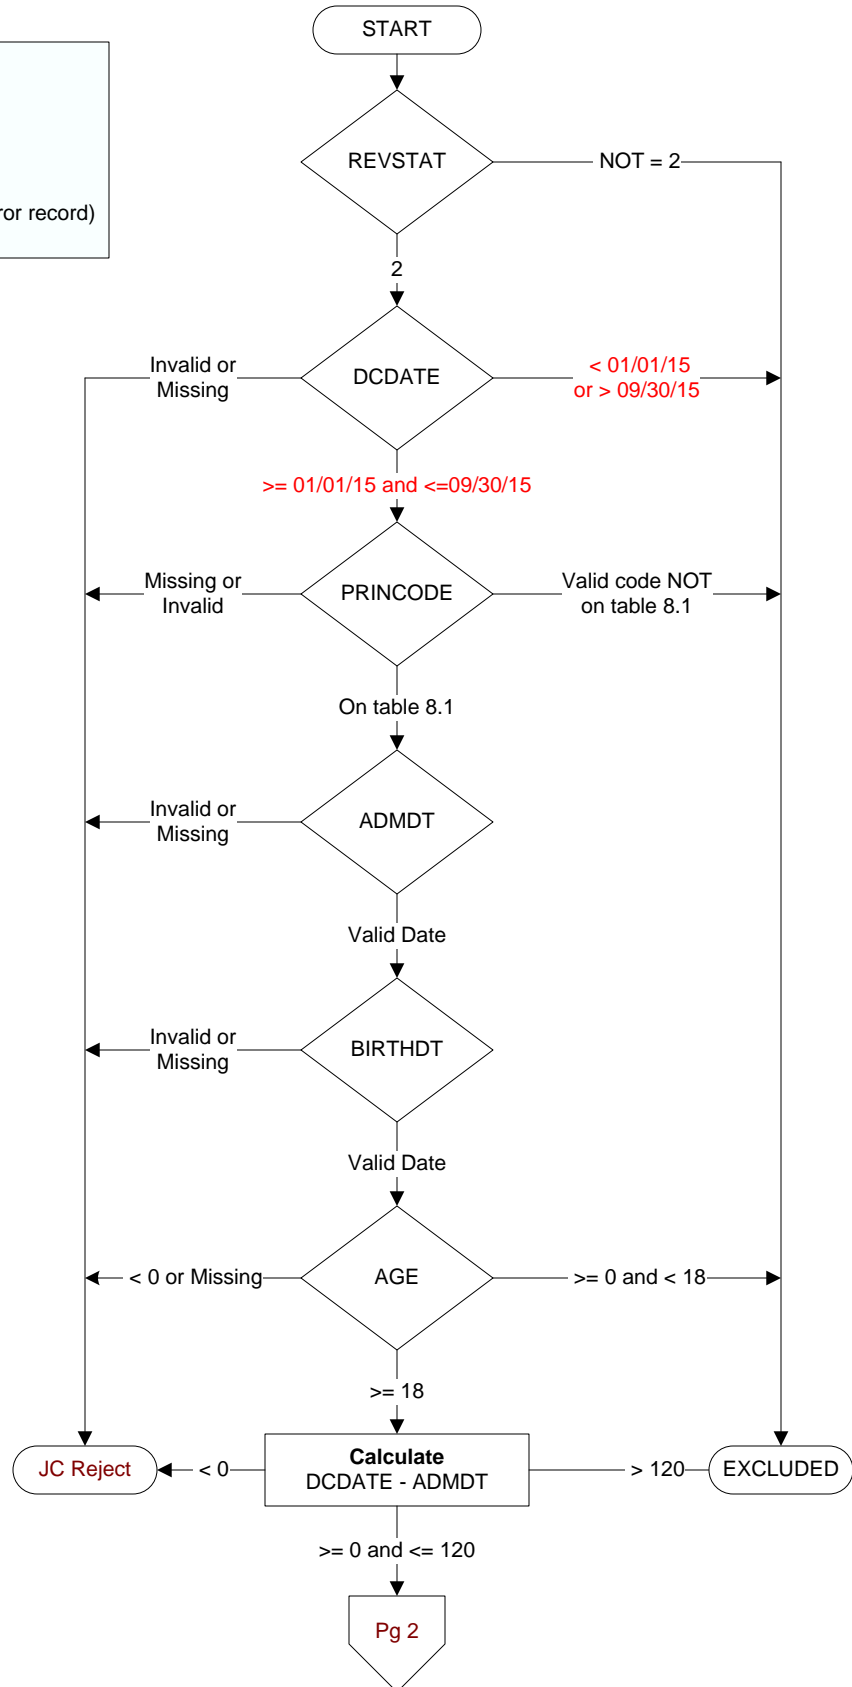 START
REVSTAT
NOT = 2
record)
2
Invalid or
Missing
DCDATE
< 01/01/15
or > 09/30/15
>= 01/01/15 and <=09/30/15
Missing or
Invalid
PRINCODE
Valid code NOT
on table 8.1
On table 8.1
Invalid or
Missing
ADMDT
Valid Date
Invalid or
Missing
BIRTHDT
Valid Date
< 0 or Missing
AGE
>= 0 and < 18
>= 18
JC Reject
< 0
Calculate
DCDATE - ADMDT
> 120
EXCLUDED
>= 0 and <= 120
Pg 2